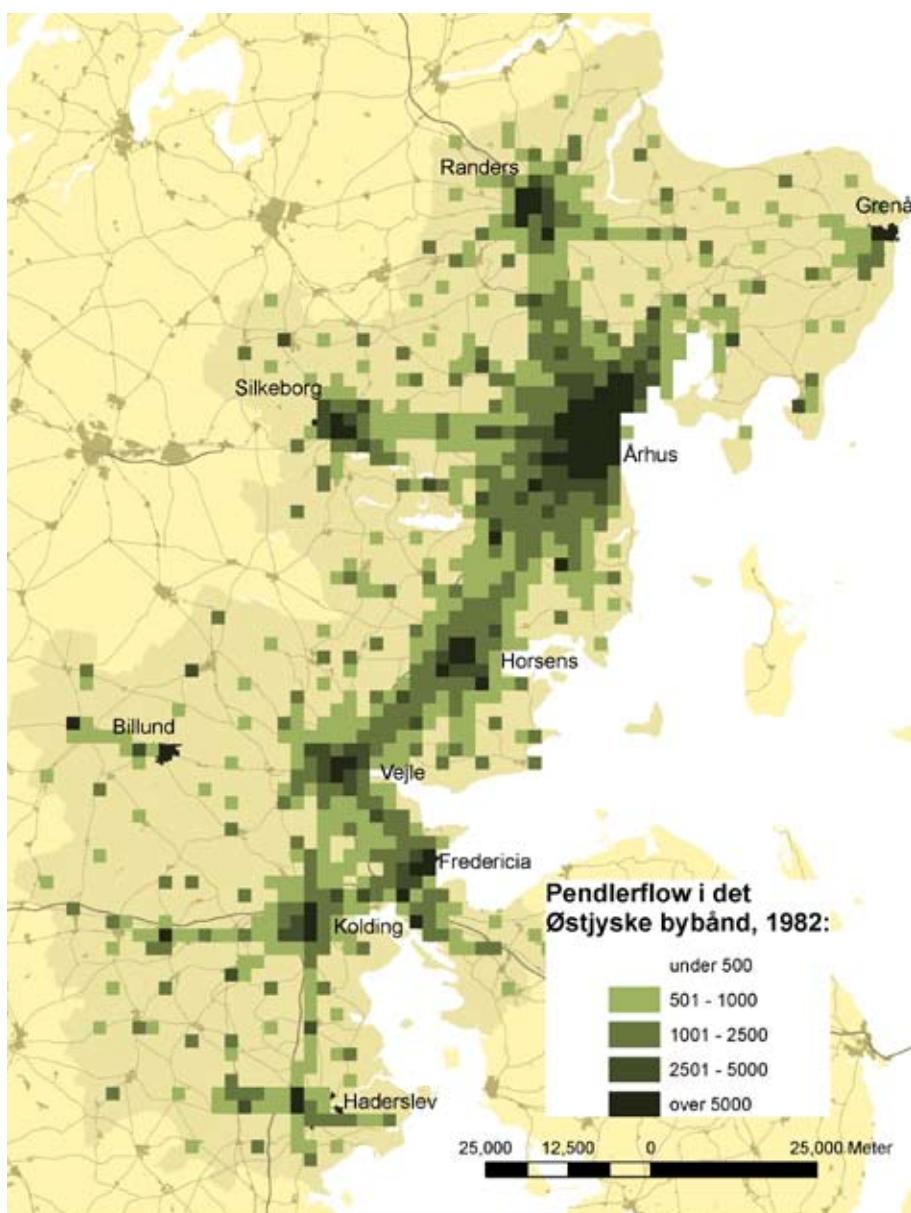 Randers
Grenå
Silkeborg
Århus
Horsens
Billund
Vejle
Fredericia
Kolding
Haderslev
Pendlerflow i det
Østjyske bybånd, 1982:
under 500
501 - 1000
1001 - 2500
2501 - 5000
over 5000
25,000 12,500 0 25,000 Meter